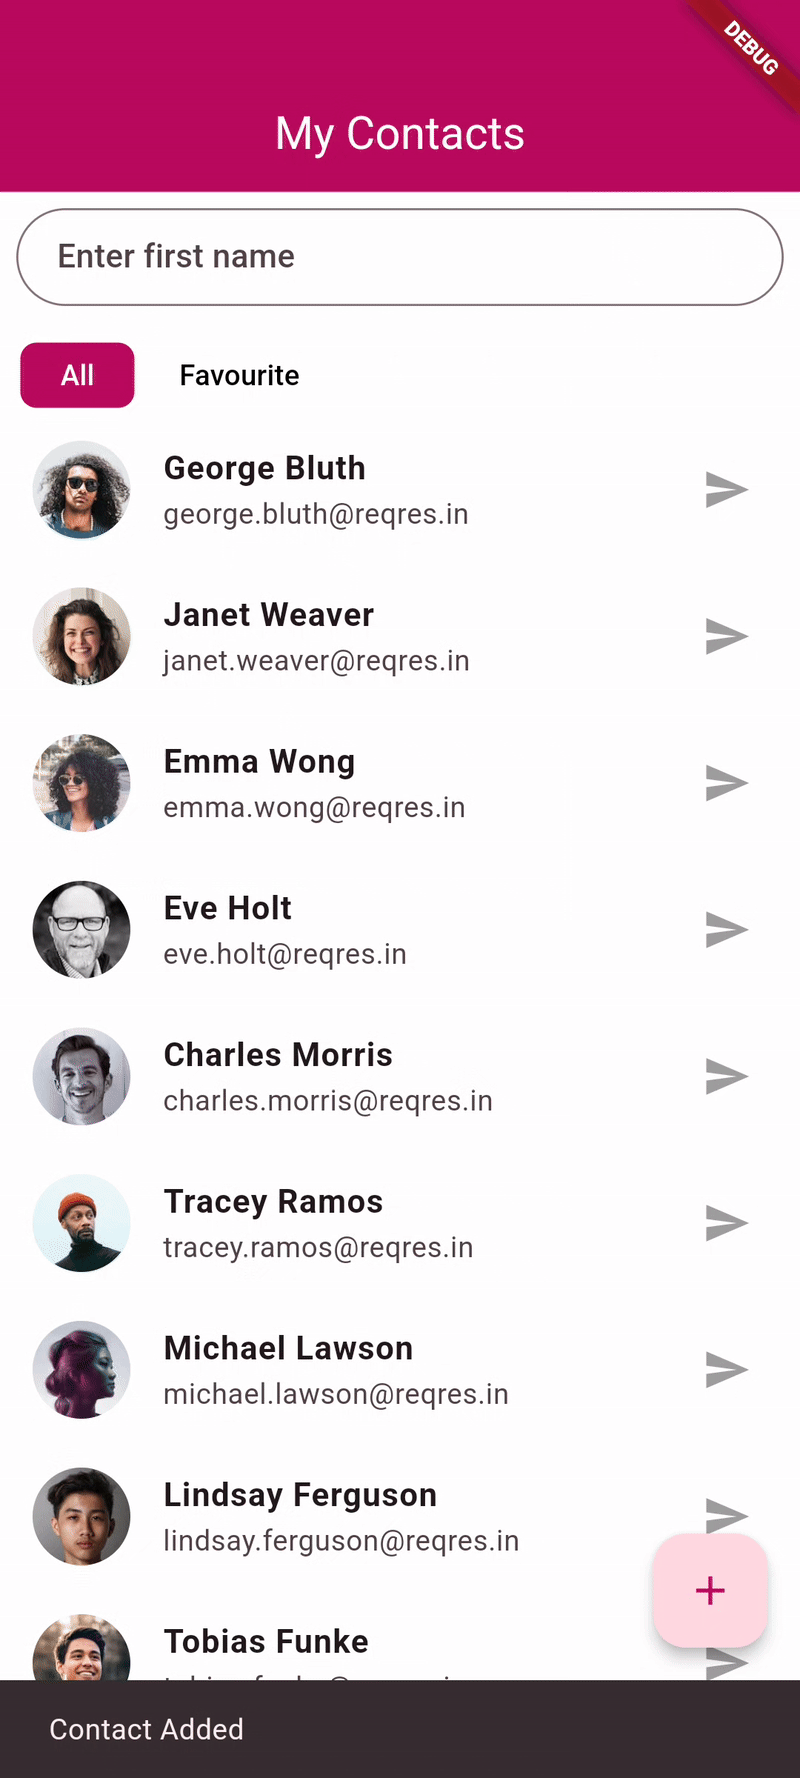 DEBUG
My Contacts
Enter first name
All
Favourite
George Bluth
george.bluth@reqres.in
Janet Weaver
janet.weaver@reqres.in
Emma Wong
emma.wong@reqres.in
Eve Holt
eve.holt@reqres.in
Charles Morris
charles.morris@reqres.in
Tracey Ramos
tracey.ramos@reqres.in
Michael Lawson
michael.lawson@reqres.in
Lindsay Ferguson
lindsay.ferguson@reqres.in
Tobias Funke
Contact Added